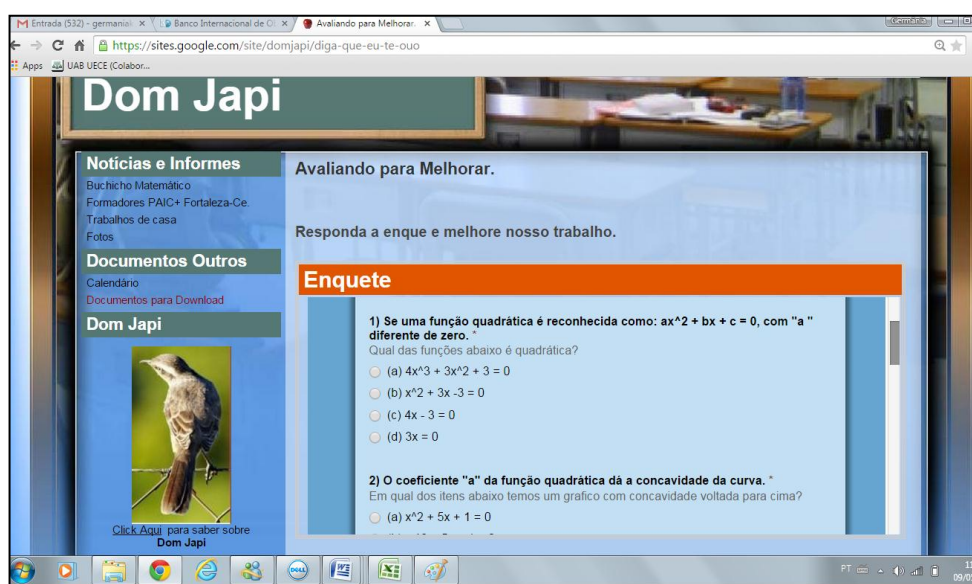 Entrada (532) - germania
Banco Internacional de O
Avaliando para Melhorar.
Germânia
https://sites.google.com/site/domjapi/diga-que-eu-te-ouo
Apps
UAB UECE (Colabor...
Dom Japi
Notícias e Informes
Buchicho Matemático
Formadores PAIC+ Fortaleza-Ce.
Trabalhos de casa
Fotos
Documentos Outros
Calendário
Documentos para Download
Dom Japi
Click Aqui para saber sobre
Dom Japi
Avaliando para Melhorar.
Responda a enque e melhore nosso trabalho.
Enquete
1) Se uma função quadrática é reconhecida como: ax^2 + bx + c = 0, com "a "
diferente de zero. *
Qual das funções abaixo é quadrática?
(a) 4x^3 + 3x^2 + 3 = 0
(b) x^2 + 3x -3 = 0
(c) 4x - 3 = 0
(d) 3x = 0
2) O coeficiente "a" da função quadrática dá a concavidade da curva. *
Em qual dos itens abaixo temos um grafico com concavidade voltada para cima?
(a) x^2 + 5x + 1 = 0
DELL
PT
09/0